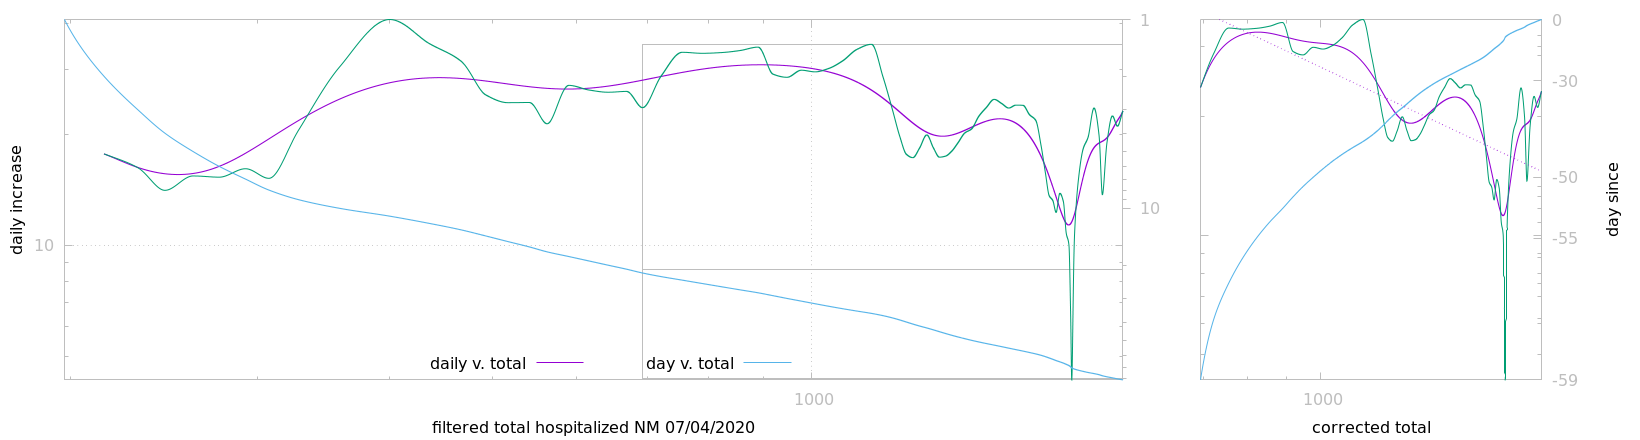 daily increase
10
daily v. total
day v. total
1
10
1000
filtered total hospitalized NM 07/04/2020
0
-30
-50
-55
-59
day since
1000
corrected total